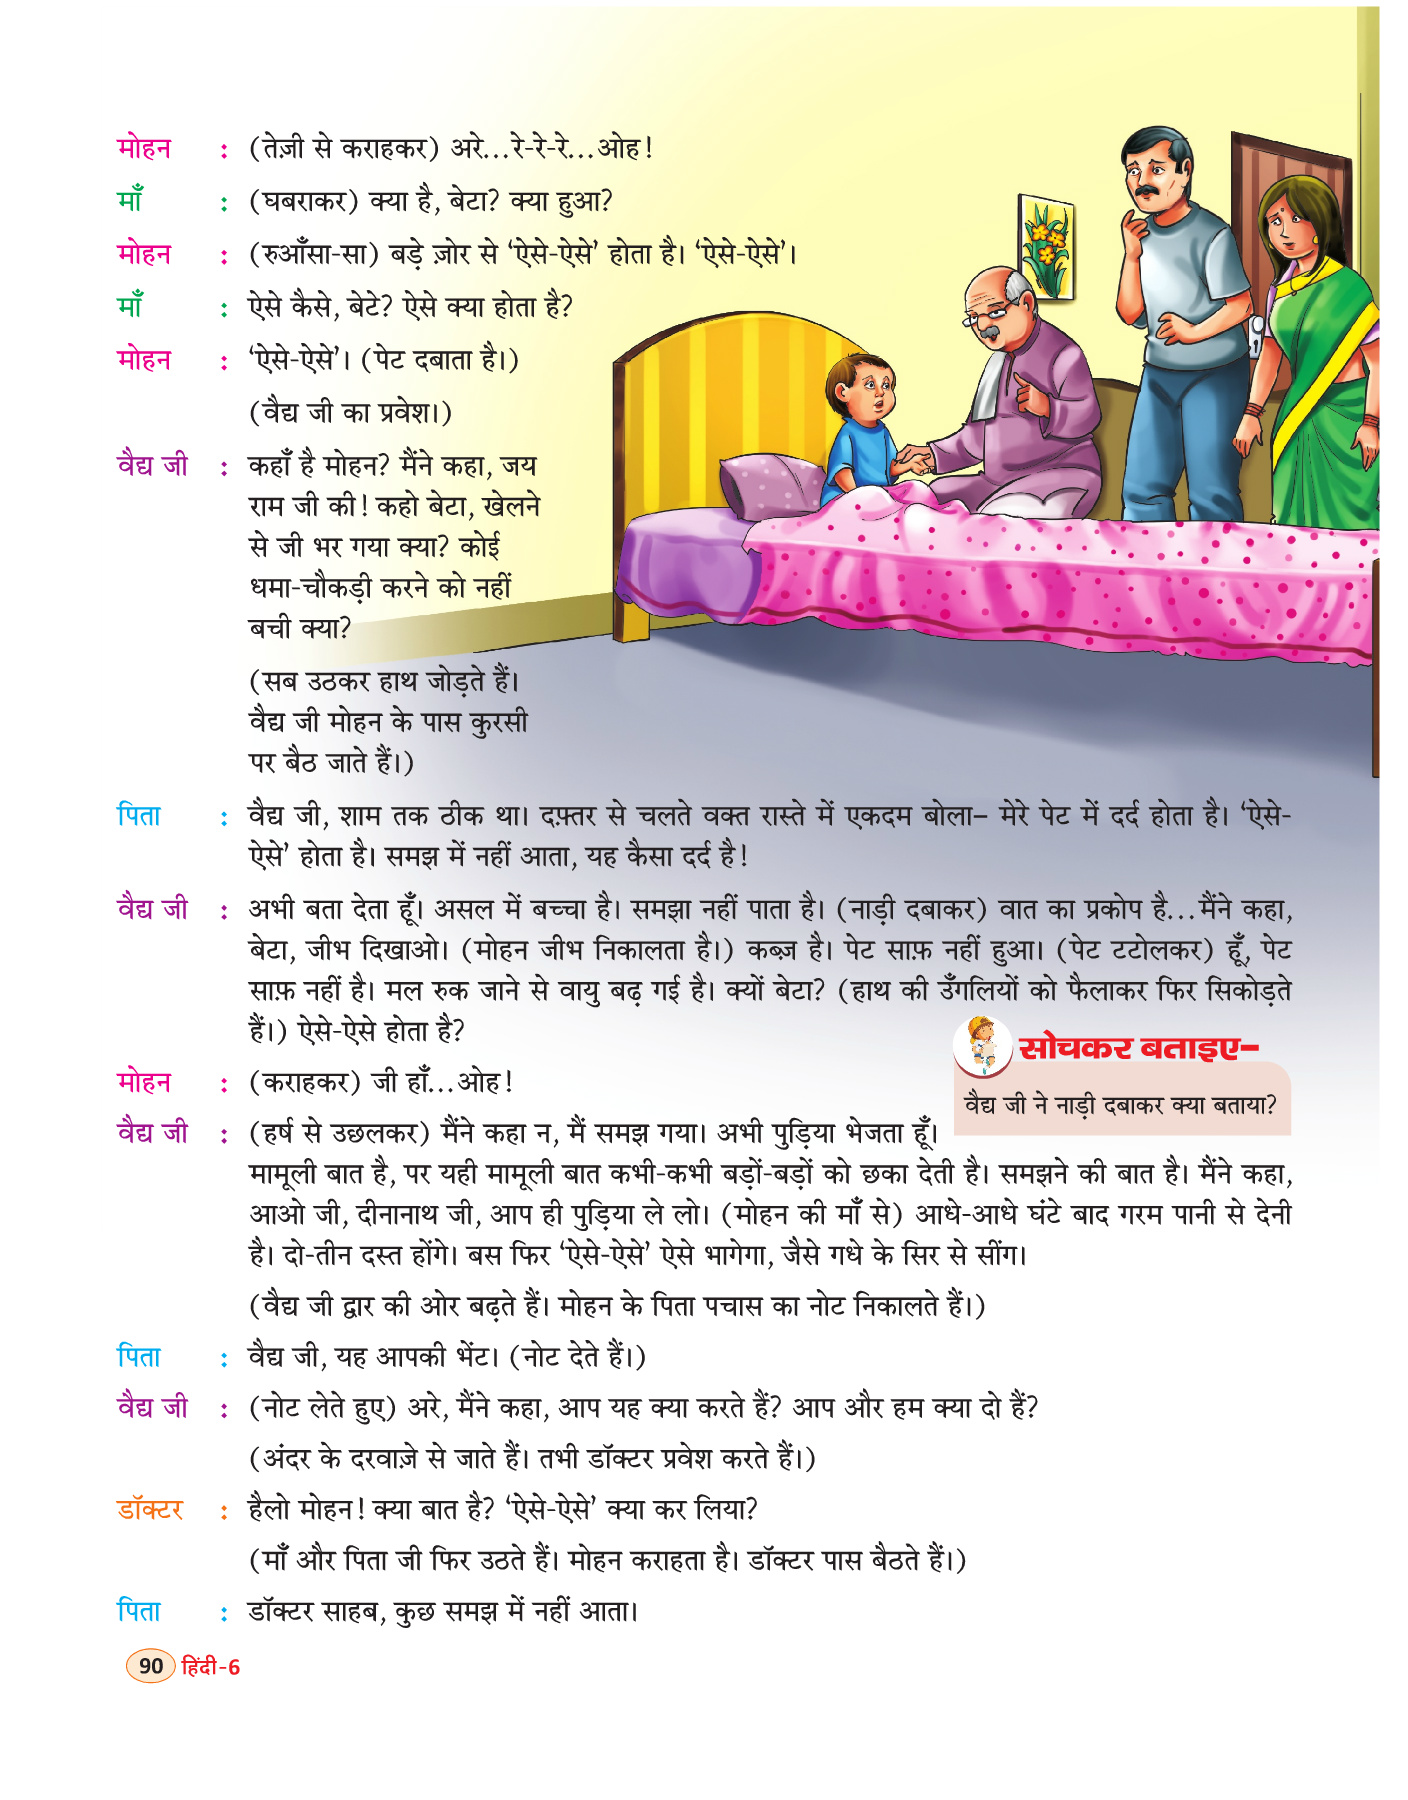 मोहन : (तेज़ी से कराहकर) अरे...रे-रे-रे...ओह!
माँ : (घबराकर) क्या है, बेटा? क्या हुआ?
मोहन : (रुआँसा-सा) बड़े ज़ोर से ‘ऐसे-ऐसे’ होता है। ‘ऐसे-ऐसे’।
माँ : ऐसे कैसे, बेटे? ऐसे क्या होता है?
मोहन : ‘ऐसे-ऐसे’। (पेट दबाता है।)
(वैद्य जी का प्रवेश।)
वैद्य जी : कहाँ है मोहन? मैंने कहा, जय
राम जी की! कहो बेटा, खेलने
से जी भर गया क्या? कोई
धमा-चौकड़ी करने को नहीं
बची क्या?
(सब उठकर हाथ जोड़ते हैं।
वैद्य जी मोहन के पास कुरसी
पर बैठ जाते हैं।)
पिता : वैद्य जी, शाम तक ठीक था। दफ़्तर से चलते वक्त रास्ते में एकदम बोला– मेरे पेट में दर्द होता है। ‘ऐसे-
ऐसे’ होता है। समझ में नहीं आता, यह कैसा दर्द है!
वैद्य जी : अभी बता देता हूँ। असल में बच्चा है। समझा नहीं पाता है। (नाड़ी दबाकर) वात का प्रकोप है...मैंने कहा,
बेटा, जीभ दिखाओ। (मोहन जीभ निकालता है।) कब्ज़ है। पेट साफ़ नहीं हुआ। (पेट टटोलकर) हूँ, पेट
साफ़ नहीं है। मल रुक जाने से वायु बढ़ गई है। क्यों बेटा? (हाथ की उँगलियों को फैलाकर फिर सिकोड़ते
हैं।) ऐसे-ऐसे होता है?
मोहन : (कराहकर) जी हाँ...ओह!
सोचकर बताइए–
वैद्य जी ने नाड़ी दबाकर क्या बताया?
वैद्य जी : (हर्ष से उछलकर) मैंने कहा न, मैं समझ गया। अभी पुड़िया भेजता हूँ।
मामूली बात है, पर यही मामूली बात कभी-कभी बड़ों-बड़ों को छका देती है। समझने की बात है। मैंने कहा,
आओ जी, दीनानाथ जी, आप ही पुड़िया ले लो। (मोहन की माँ से) आधे-आधे घंटे बाद गरम पानी से देनी
है। दो-तीन दस्त होंगे। बस फिर ‘ऐसे-ऐसे’ ऐसे भागेगा, जैसे गधे के सिर से सींग।
(वैद्य जी द्वार की ओर बढ़ते हैं। मोहन के पिता पचास का नोट निकालते हैं।)
पिता : वैद्य जी, यह आपकी भेंट। (नोट देते हैं।)
वैद्य जी : (नोट लेते हुए) अरे, मैंने कहा, आप यह क्या करते हैं? आप और हम क्या दो हैं?
(अंदर के दरवाज़े से जाते हैं। तभी डॉक्टर प्रवेश करते हैं।)
डॉक्टर : हैलो मोहन! क्या बात है? ‘ऐसे-ऐसे’ क्या कर लिया?
(माँ और पिता जी फिर उठते हैं। मोहन कराहता है। डॉक्टर पास बैठते हैं।)
पिता : डॉक्टर साहब, कुछ समझ में नहीं आता।
90 हिंदी-6